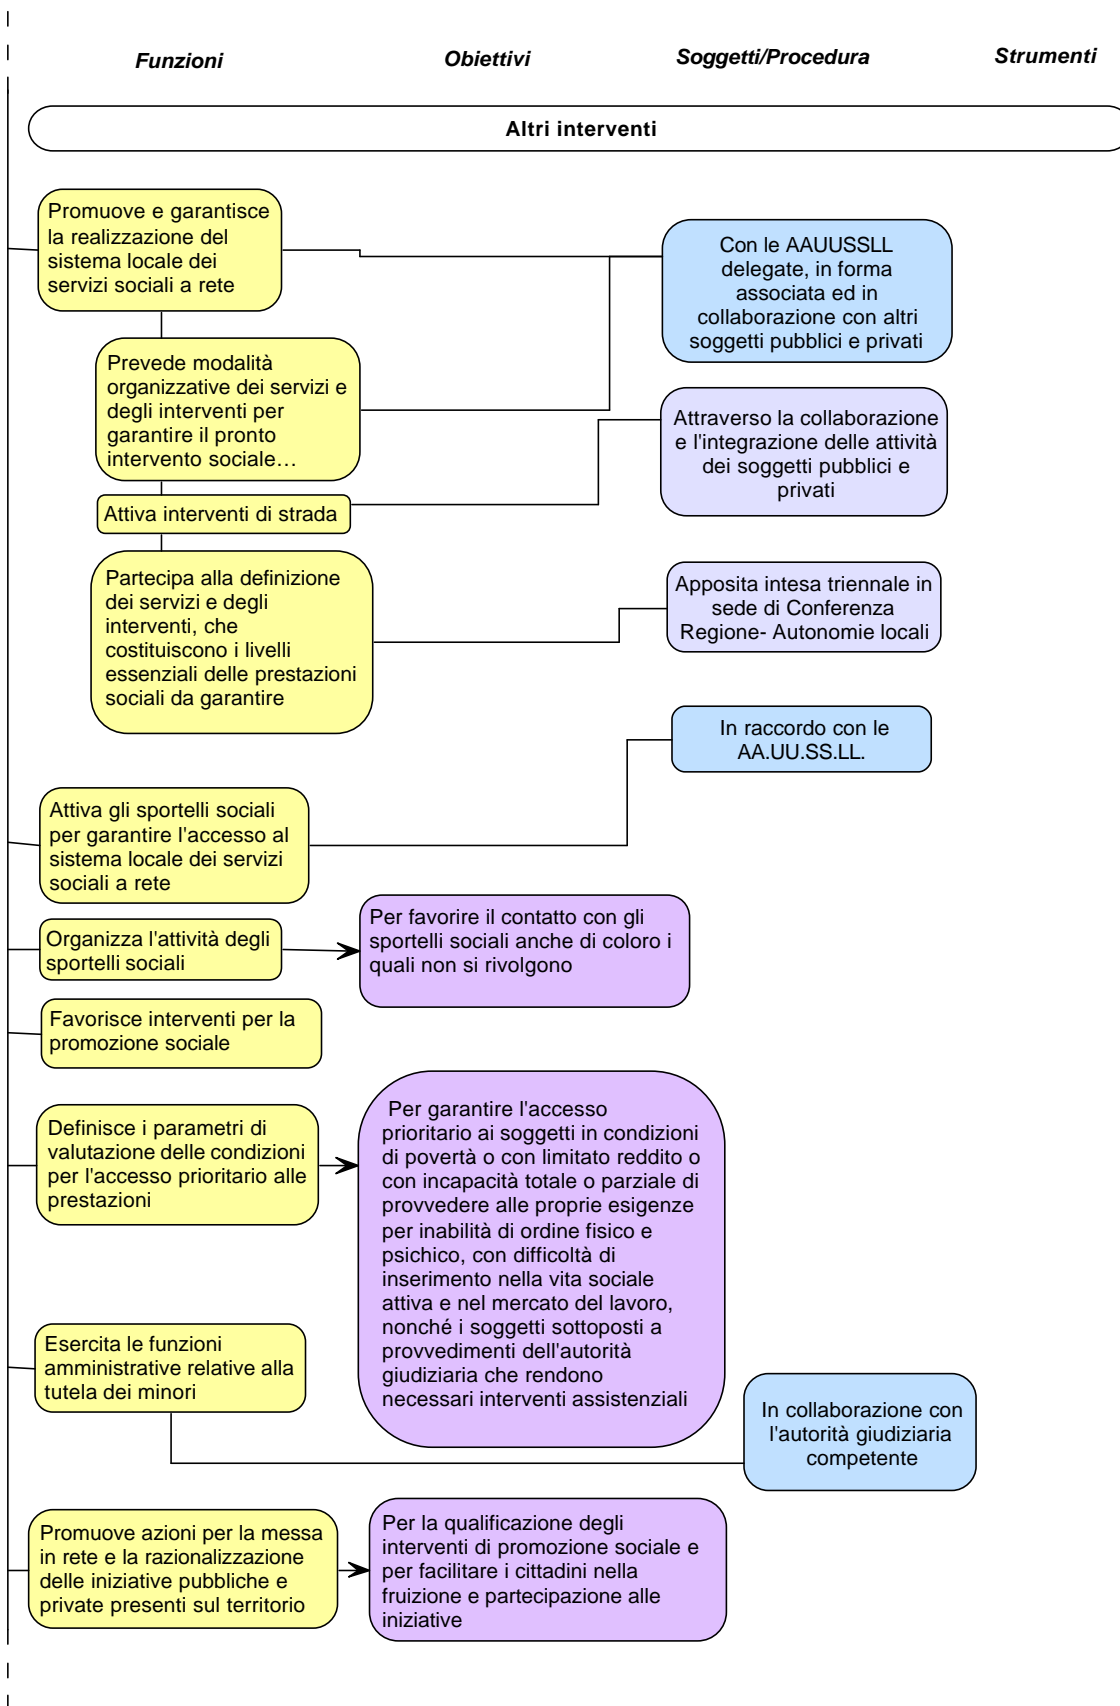 Funzioni
Obiettivi
Soggetti/Procedura
Strumenti
Altri interventi
Promuove e garantisce
la realizzazione del
sistema locale dei
servizi sociali a rete
Con le AAUUSSLL
delegate, in forma
associata ed in
collaborazione con altri
soggetti pubblici e privati
Prevede modalità
organizzative dei servizi e
degli interventi per
garantire il pronto
intervento sociale…
Attraverso la collaborazione
e l'integrazione delle attività
dei soggetti pubblici e
privati
Attiva interventi di strada
Partecipa alla definizione
dei servizi e degli
interventi, che
costituiscono i livelli
essenziali delle prestazioni
sociali da garantire
Apposita intesa triennale in
sede di Conferenza
Regione- Autonomie locali
In raccordo con le
AA.UU.SS.LL.
Attiva gli sportelli sociali
per garantire l'accesso al
sistema locale dei servizi
sociali a rete
Organizza l'attività degli
sportelli sociali
Per favorire il contatto con gli
sportelli sociali anche di coloro i
quali non si rivolgono
Favorisce interventi per la
promozione sociale
Definisce i parametri di
valutazione delle condizioni
per l'accesso prioritario alle
prestazioni
Per garantire l'accesso
prioritario ai soggetti in condizioni
di povertà o con limitato reddito o
con incapacità totale o parziale di
provvedere alle proprie esigenze
per inabilità di ordine fisico e
psichico, con difficoltà di
inserimento nella vita sociale
attiva e nel mercato del lavoro,
nonché i soggetti sottoposti a
provvedimenti dell'autorità
giudiziaria che rendono
necessari interventi assistenziali
Esercita le funzioni
amministrative relative alla
tutela dei minori
In collaborazione con
l'autorità giudiziaria
competente
Promuove azioni per la messa
in rete e la razionalizzazione
delle iniziative pubbliche e
private presenti sul territorio
Per la qualificazione degli
interventi di promozione sociale e
per facilitare i cittadini nella
fruizione e partecipazione alle
iniziative